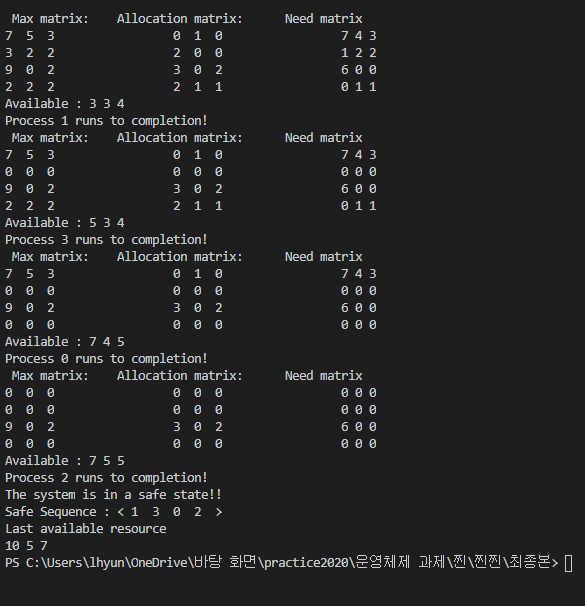 Max matrix:    Allocation matrix:      Need matrix
7  5  3                 0  1  0                 7 4 3
3  2  2                 2  0  0                 1 2 2
9  0  2                 3  0  2                 6 0 0
2  2  2                 2  1  1                 0 1 1
Available : 3 3 4
Process 1 runs to completion!
Max matrix:    Allocation matrix:      Need matrix
7  5  3                 0  1  0                 7 4 3
0  0  0                 0  0  0                 0 0 0
9  0  2                 3  0  2                 6 0 0
2  2  2                 2  1  1                 0 1 1
Available : 5 3 4
Process 3 runs to completion!
Max matrix:    Allocation matrix:      Need matrix
7  5  3                 0  1  0                 7 4 3
0  0  0                 0  0  0                 0 0 0
9  0  2                 3  0  2                 6 0 0
0  0  0                 0  0  0                 0 0 0
Available : 7 4 5
Process 0 runs to completion!
Max matrix:    Allocation matrix:      Need matrix
0  0  0                 0  0  0                 0 0 0
0  0  0                 0  0  0                 0 0 0
9  0  2                 3  0  2                 6 0 0
0  0  0                 0  0  0                 0 0 0
Available : 7 5 5
Process 2 runs to completion!
The system is in a safe state!!
Safe Sequence : < 1  3  0  2  >
Last available resource
10 5 7
PS C:\Users\lhyun\OneDrive\바탕 화면\practice2020\운영체제 과제\찐\찐찐\최종본>